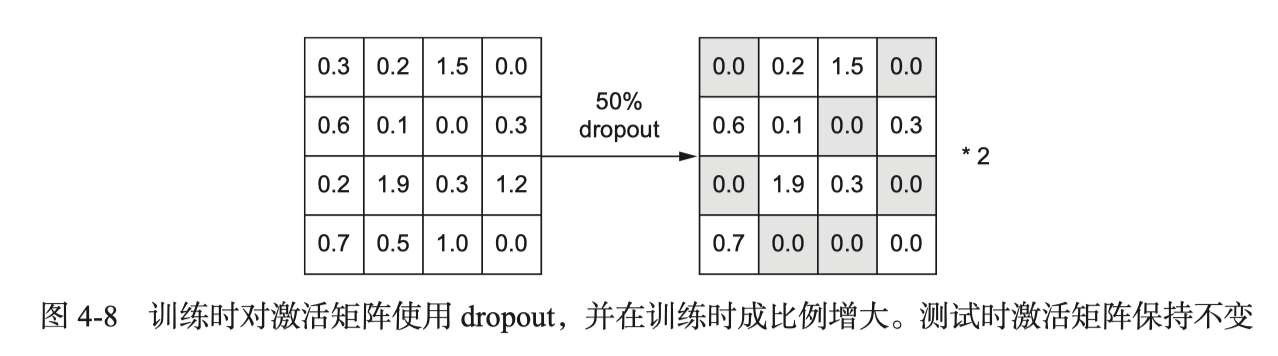 0.3 0.2 1.5 0.0
0.6 0.1 0.0 0.3
0.2 1.9 0.3 1.2
0.7 0.5 1.0 0.0
50%
dropout
0.0 0.2 1.5 0.0
0.6 0.1 0.0 0.3
0.0 1.9 0.3 0.0
0.7 0.0 0.0 0.0
* 2
图 4-8 训练时对激活矩阵使用 dropout，并在训练时成比例增大。测试时激活矩阵保持不变